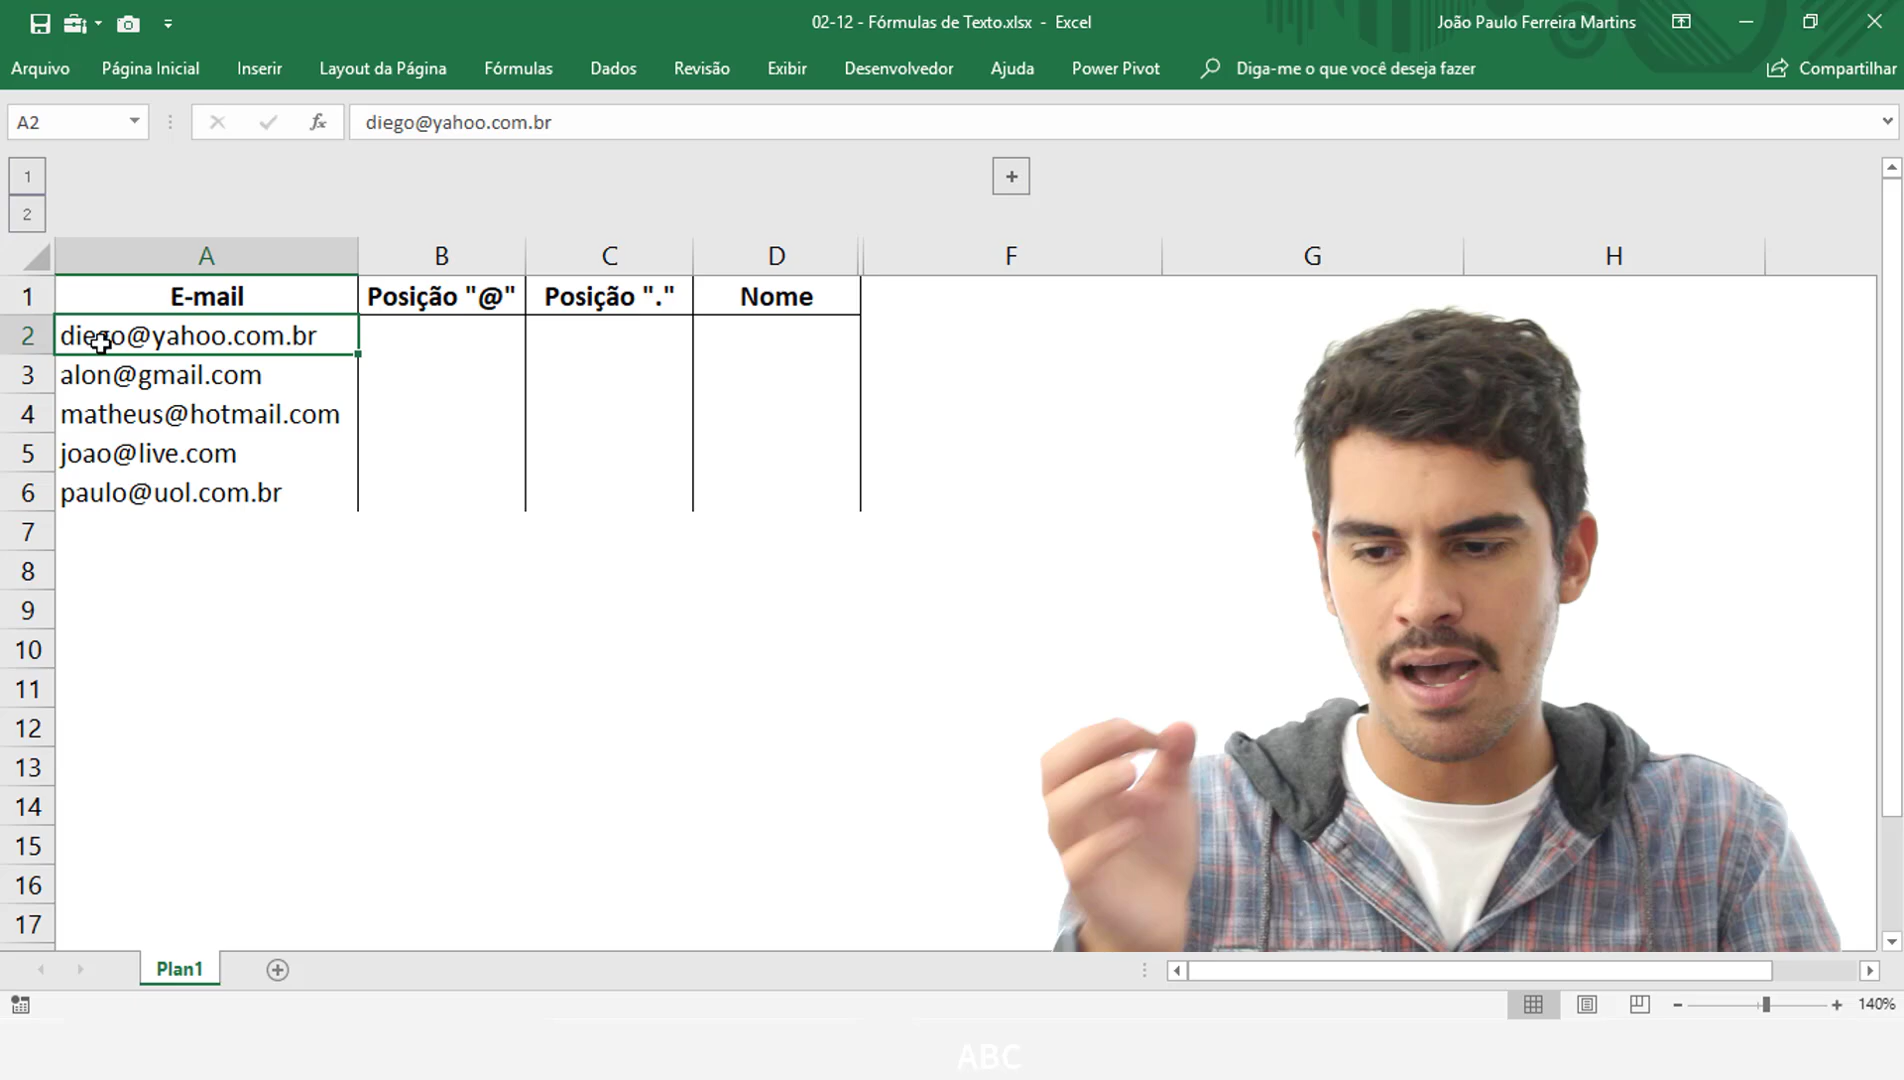 02-12 - Fórmulas de Texto.xlsx - Excel
João Paulo Ferreira Martins
Arquivo Página Inicial Inserir Layout da Página Fórmulas Dados Revisão Exibir Desenvolvedor Ajuda Power Pivot Diga-me o que você deseja fazer Compartilhar
A2 fx diego@yahoo.com.br
1
2
+
A B C D F G H
1 E-mail Posição "@" Posição "." Nome
2 diego@yahoo.com.br
3 alon@gmail.com
4 matheus@hotmail.com
5 joao@live.com
6 paulo@uol.com.br
7
8
9
10
11
12
13
14
15
16
17
Plan1
140%
ABC